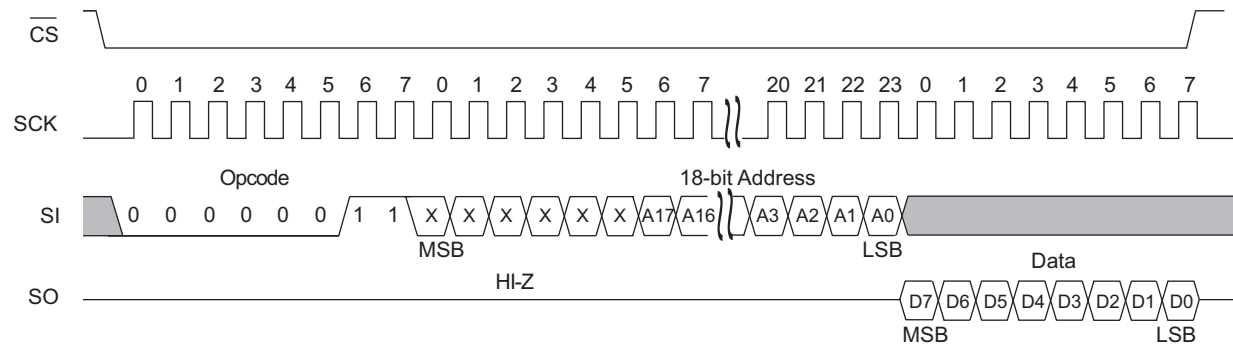 CS
0 1 2 3 4 5 6 7 0 1 2 3 4 5 6 7 20 21 22 23 0 1 2 3 4 5 6 7
SCK
Opcode 18-bit Address
SI 0 0 0 0 0 0 1 1 X X X X X X A17 A16 A3 A2 A1 A0
MSB LSB
HI-Z Data
SO D7 D6 D5 D4 D3 D2 D1 D0
MSB LSB